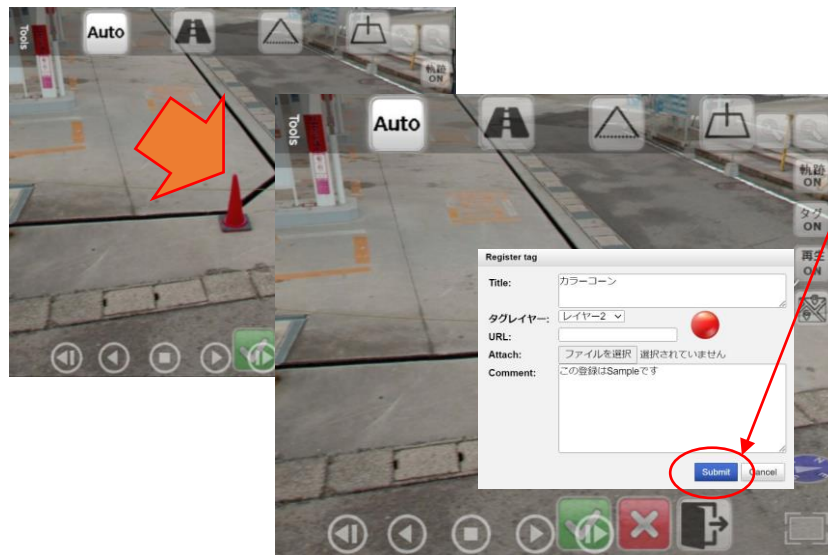 Tools
Auto
軌跡
ON
Tools
Auto
軌跡
ON
タグ
ON
再生
ON
Register tag
Title:
カラーコーン
タグレイヤー:
レイヤー2
URL:
Attach:
ファイルを選択 選択されていません
Comment:
この登録はSampleです
Submit Cancel